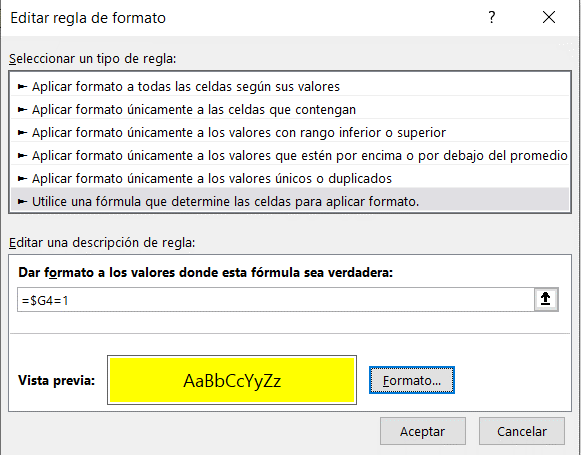 Editar regla de formato
?
Seleccionar un tipo de regla:
► Aplicar formato a todas las celdas según sus valores
► Aplicar formato únicamente a las celdas que contengan
► Aplicar formato únicamente a los valores con rango inferior o superior
► Aplicar formato únicamente a los valores que estén por encima o por debajo del promedio
► Aplicar formato únicamente a los valores únicos o duplicados
► Utilice una fórmula que determine las celdas para aplicar formato.
Editar una descripción de regla:
Dar formato a los valores donde esta fórmula sea verdadera:
=$G4=1
Vista previa: AaBbCcYyZz Formato...
Aceptar Cancelar